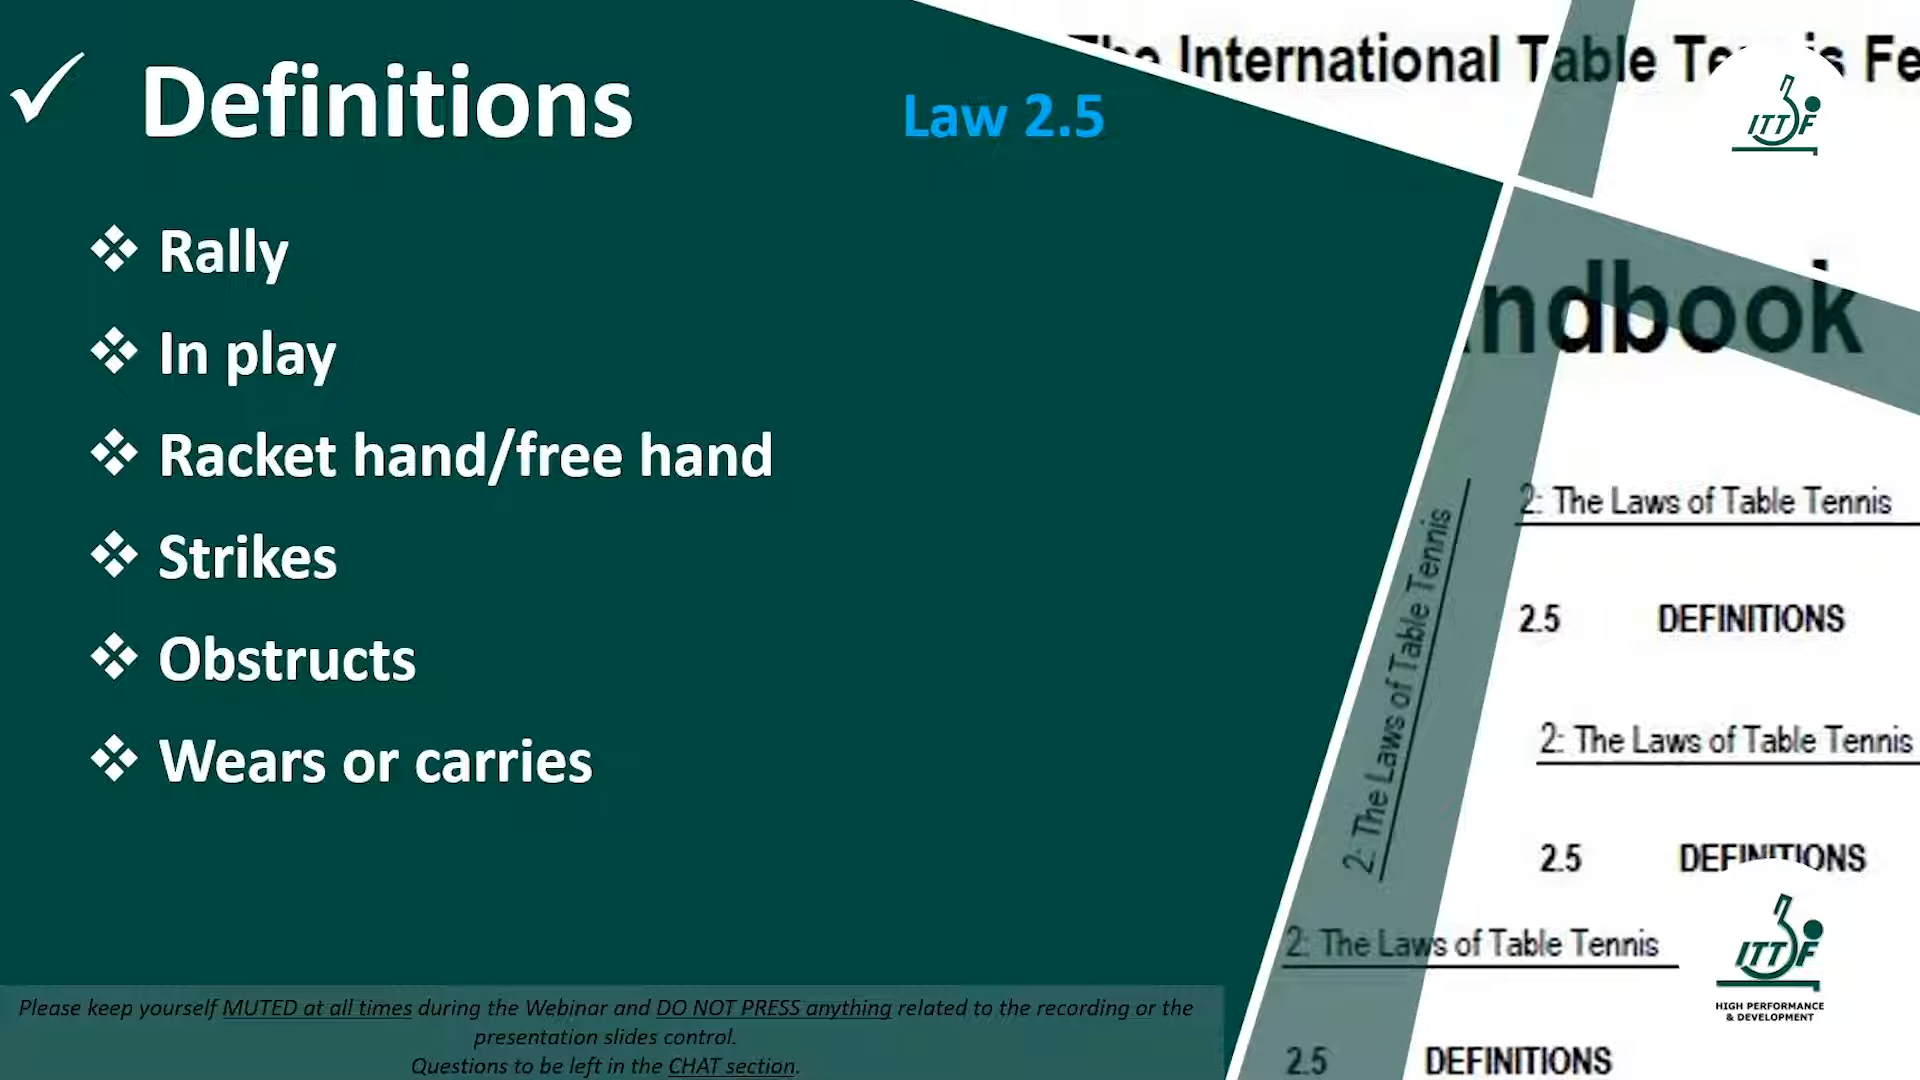 Definitions
Law 2.5
Rally
In play
Racket hand/free hand
Strikes
Obstructs
Wears or carries
Please keep yourself MUTED at all times during the Webinar and DO NOT PRESS anything related to the recording or the
presentation slides control.
Questions to be left in the CHAT section.
International Table
ITTF
2: The Laws of Table Tennis
2.5 DEFINITIONS
2: The Laws of Table Tennis
2: The Laws of Table Tennis
2.5 DEFINITIONS
2: The Laws of Table Tennis
ITTF
HIGH PERFORMANCE
& DEVELOPMENT
2.5 DEFINITIONS